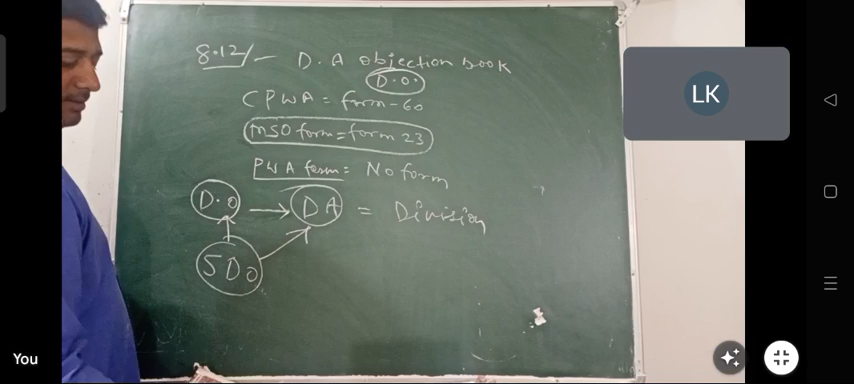 8.12/- D.A objection book
D.O.
CPWA = form-60
MSO form = form 23
PWA form: No form
D.O → DA = Division
SDO
LK
You